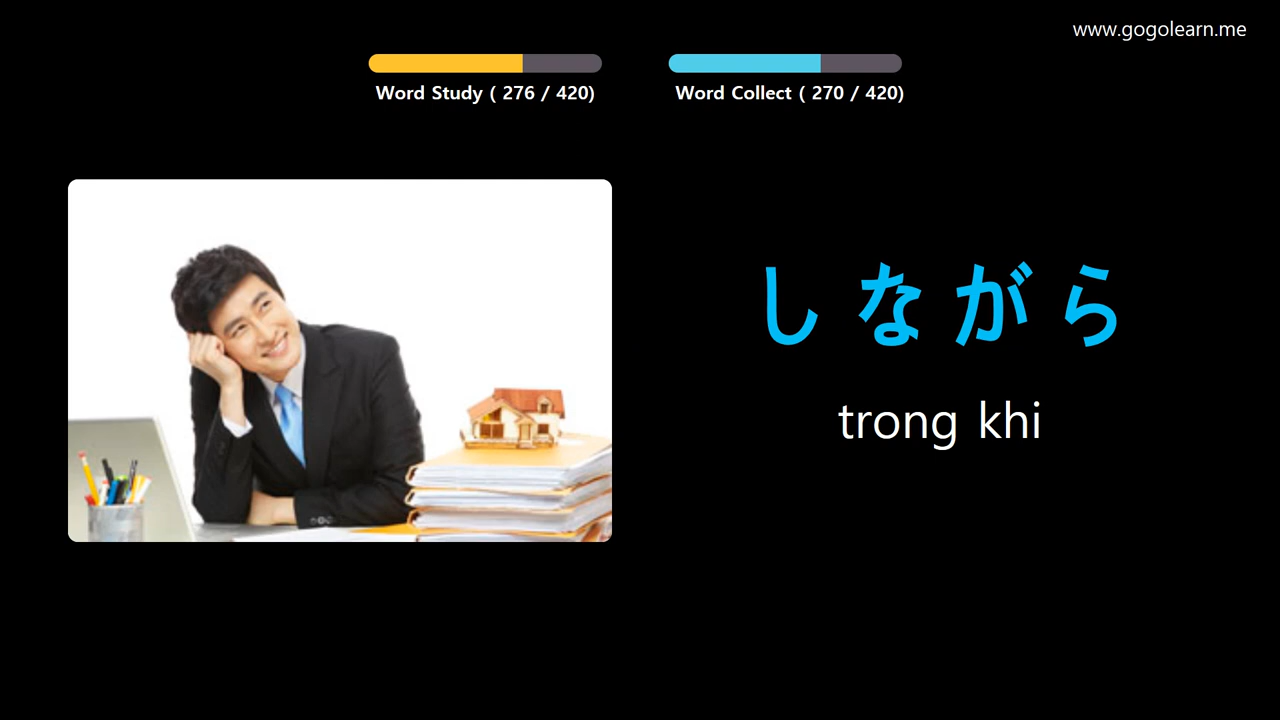 www.gogolearn.me
Word Study ( 276 / 420)
Word Collect ( 270 / 420)
しながら
trong khi